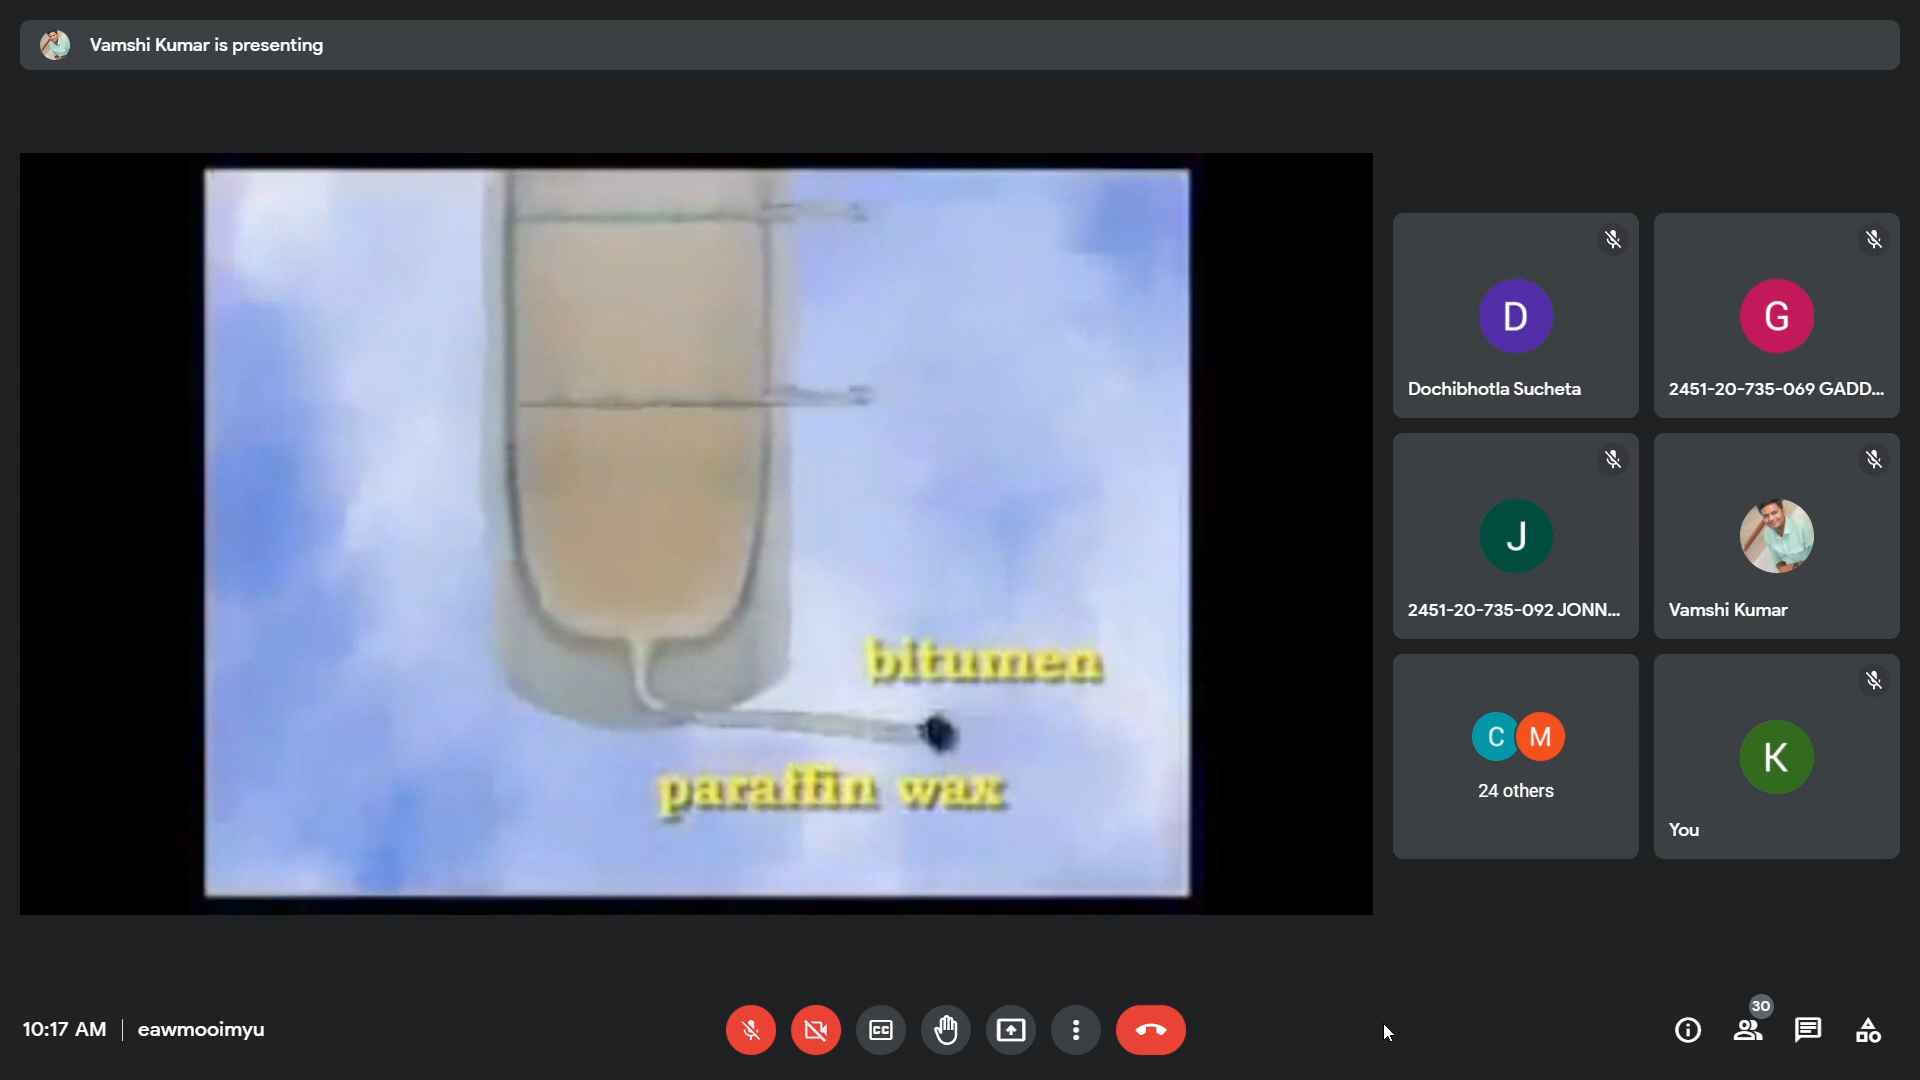 Vamshi Kumar is presenting
bitumen
paraffin wax
D
Dochibhotla Sucheta
G
2451-20-735-069 GADD...
J
2451-20-735-092 JONN...
Vamshi Kumar
C M
24 others
K
You
10:17 AM | eawmooimyu
CC
30